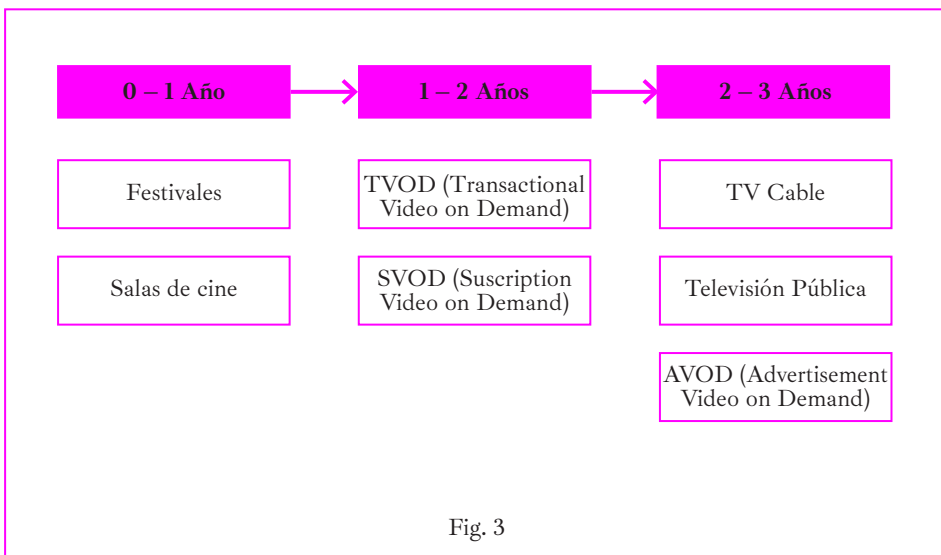 0 – 1 Año
1 – 2 Años
2 – 3 Años
Festivales
TVOD (Transactional
Video on Demand)
TV Cable
Salas de cine
SVOD (Suscription
Video on Demand)
Televisión Pública
AVOD (Advertisement
Video on Demand)
Fig. 3